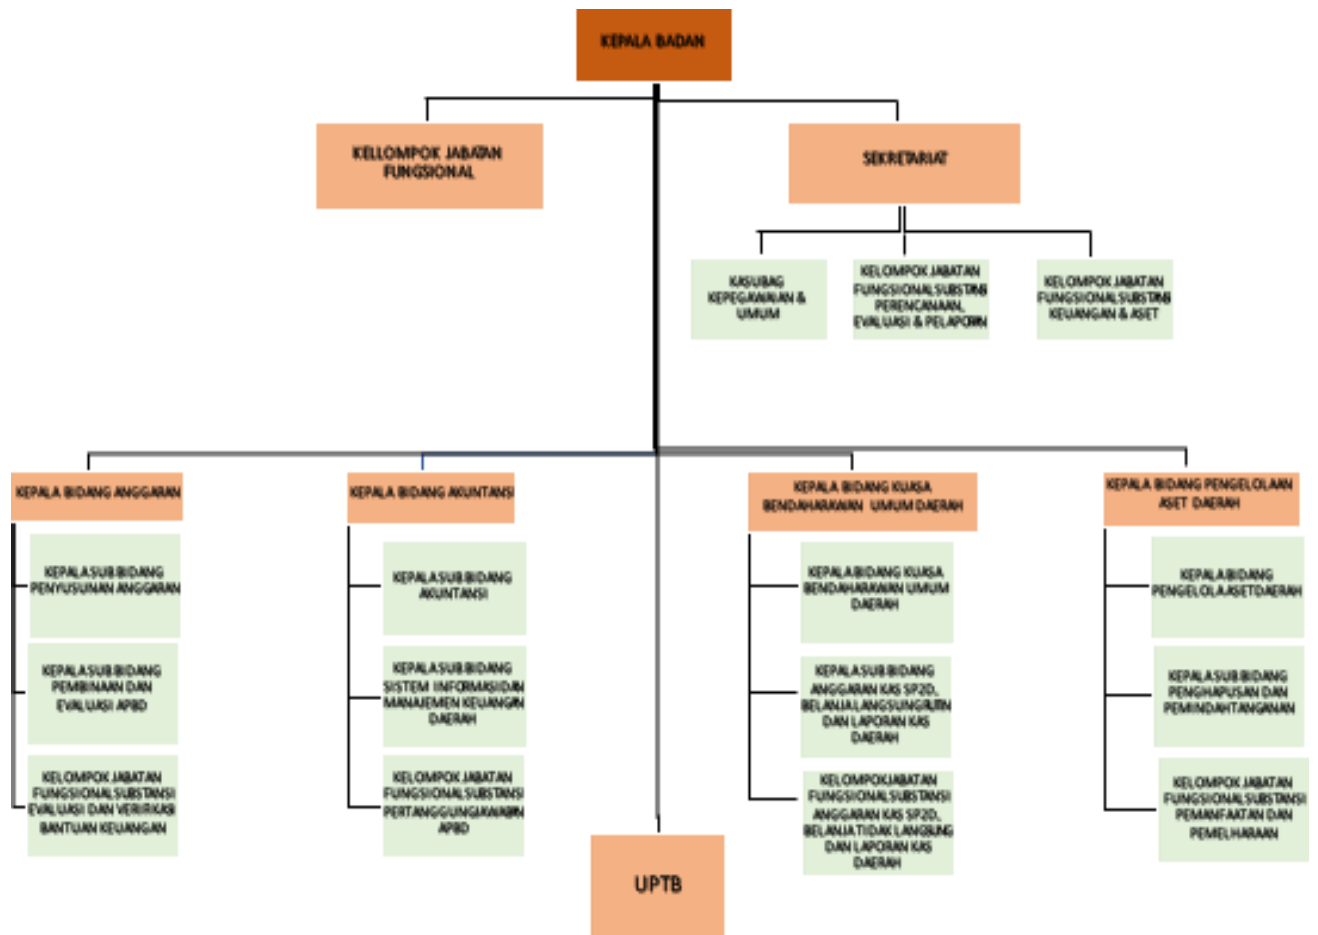 KEPALA BADAN
KELLOMPOK JABATAN
FUNGSIONAL
SEKRETARIAT
KASUBAG
KEPEGAWAIAN &
UMUM
KELOMPOK JABATAN
FUNGSIONAL SUBSTANSI
PERENCANAAN,
EVALUASI & PELAPORAN
KELOMPOK JABATAN
FUNGSIONAL SUBSTANSI
KEUANGAN & ASET
KEPALA BIDANG ANGGARAN
KEPALA SUB BIDANG
PENYUSUNAN ANGGARAN
KEPALA SUB BIDANG
PEMBINAAN DAN
EVALUASI APBD
KELOMPOK JABATAN
FUNGSIONAL SUBSTANSI
EVALUASI DAN VERIRIKASI
BANTUAN KEUANGAN
KEPALA BIDANG AKUNTANSI
KEPALA SUB BIDANG
AKUNTANSI
KEPALA SUB BIDANG
SISTEM INFORMASI DAN
MANAJEMEN KEUANGAN
DAERAH
KELOMPOK JABATAN
FUNGSIONAL SUBSTANSI
PERTANGGUNGJAWABAN
APBD
KEPALA BIDANG KUASA
BENDAHARAWAN UMUM DAERAH
KEPALA BIDANG KUASA
BENDAHARAWAN UMUM
DAERAH
KEPALA SUB BIDANG
ANGGARAN KAS SP2D,
BELANJA LANGSUNG RUTIN
DAN LAPORAN KAS
DAERAH
KELOMPOK JABATAN
FUNGSIONAL SUBSTANSI
ANGGARAN KAS SP2D,
BELANJA TIDAK LANGSUNG
DAN LAPORAN KAS
DAERAH
KEPALA BIDANG PENGELOLAAN
ASET DAERAH
KEPALA BIDANG
PENGELOLA ASET DAERAH
KEPALA SUB BIDANG
PENGHAPUSAN DAN
PEMINDAHTANGANAN
KELOMPOK JABATAN
FUNGSIONAL SUBSTANSI
PEMANFAATAN DAN
PEMELHARAAN
UPTB